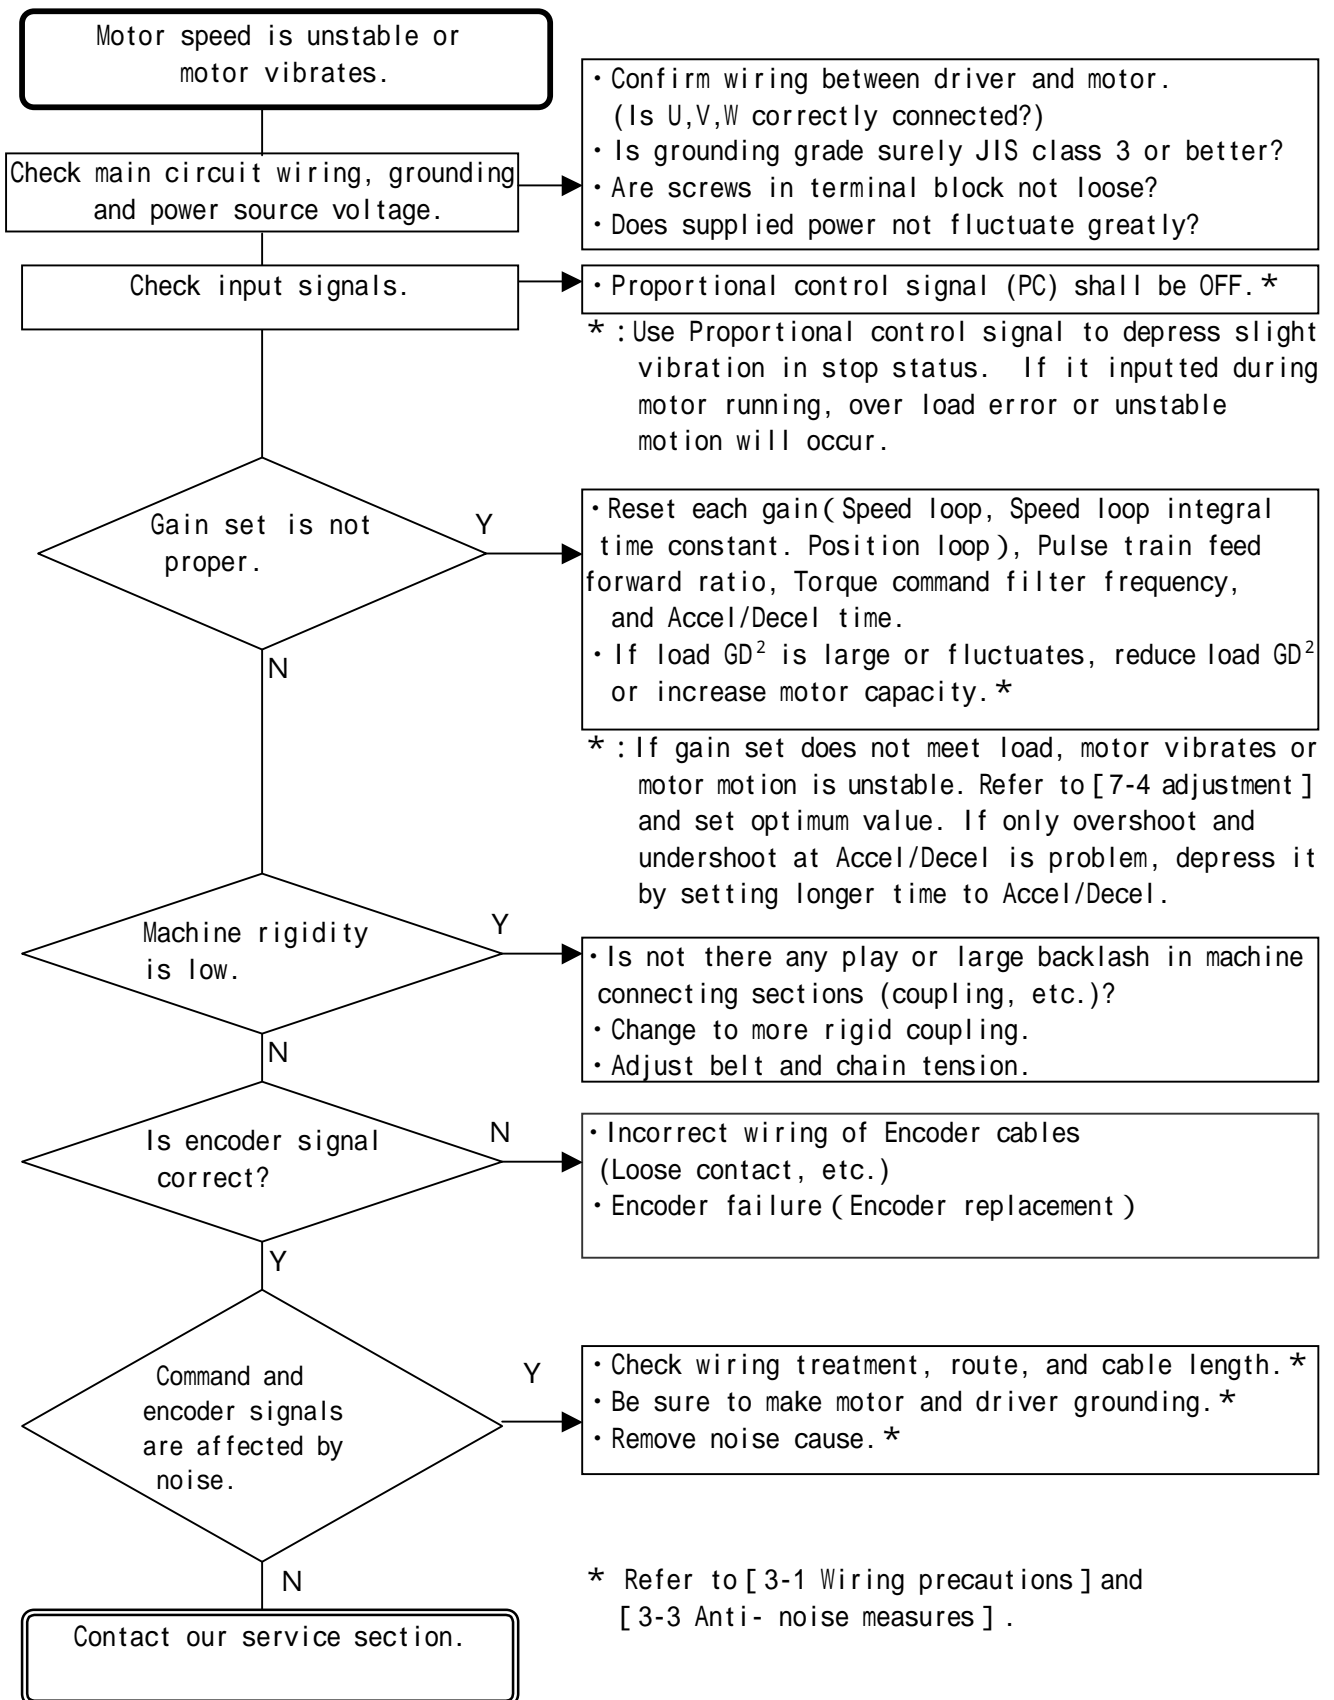 Motor speed is unstable or
motor vibrates.
・Confirm wiring between driver and motor.
(Is U,V,W correctly connected?)
・Is grounding grade surely JIS class 3 or better?
・Are screws in terminal block not loose?
・Does supplied power not fluctuate greatly?
Check main circuit wiring, grounding
and power source voltage.
Check input signals.
・Proportional control signal (PC) shall be OFF.*
*:Use Proportional control signal to depress slight
vibration in stop status.  If it inputted during
motor running, over load error or unstable
motion will occur.
Gain set is not
proper.
Y
N
・Reset each gain(Speed loop, Speed loop integral
time constant. Position loop), Pulse train feed
forward ratio, Torque command filter frequency,
and Accel/Decel time.
・If load GD² is large or fluctuates, reduce load GD²
or increase motor capacity.*
*:If gain set does not meet load, motor vibrates or
motor motion is unstable. Refer to[7-4 adjustment]
and set optimum value. If only overshoot and
undershoot at Accel/Decel is problem, depress it
by setting longer time to Accel/Decel.
Machine rigidity
is low.
Y
N
・Is not there any play or large backlash in machine
connecting sections (coupling, etc.)?
・Change to more rigid coupling.
・Adjust belt and chain tension.
Is encoder signal
correct?
N
Y
・Incorrect wiring of Encoder cables
(Loose contact, etc.)
・Encoder failure(Encoder replacement)
Command and
encoder signals
are affected by
noise.
Y
N
・Check wiring treatment, route, and cable length.*
・Be sure to make motor and driver grounding.*
・Remove noise cause.*
* Refer to[3-1 Wiring precautions]and
[3-3 Anti- noise measures].
Contact our service section.